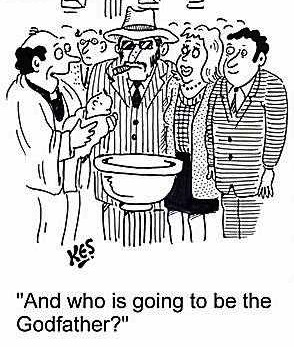 KES
"And who is going to be the
Godfather?"